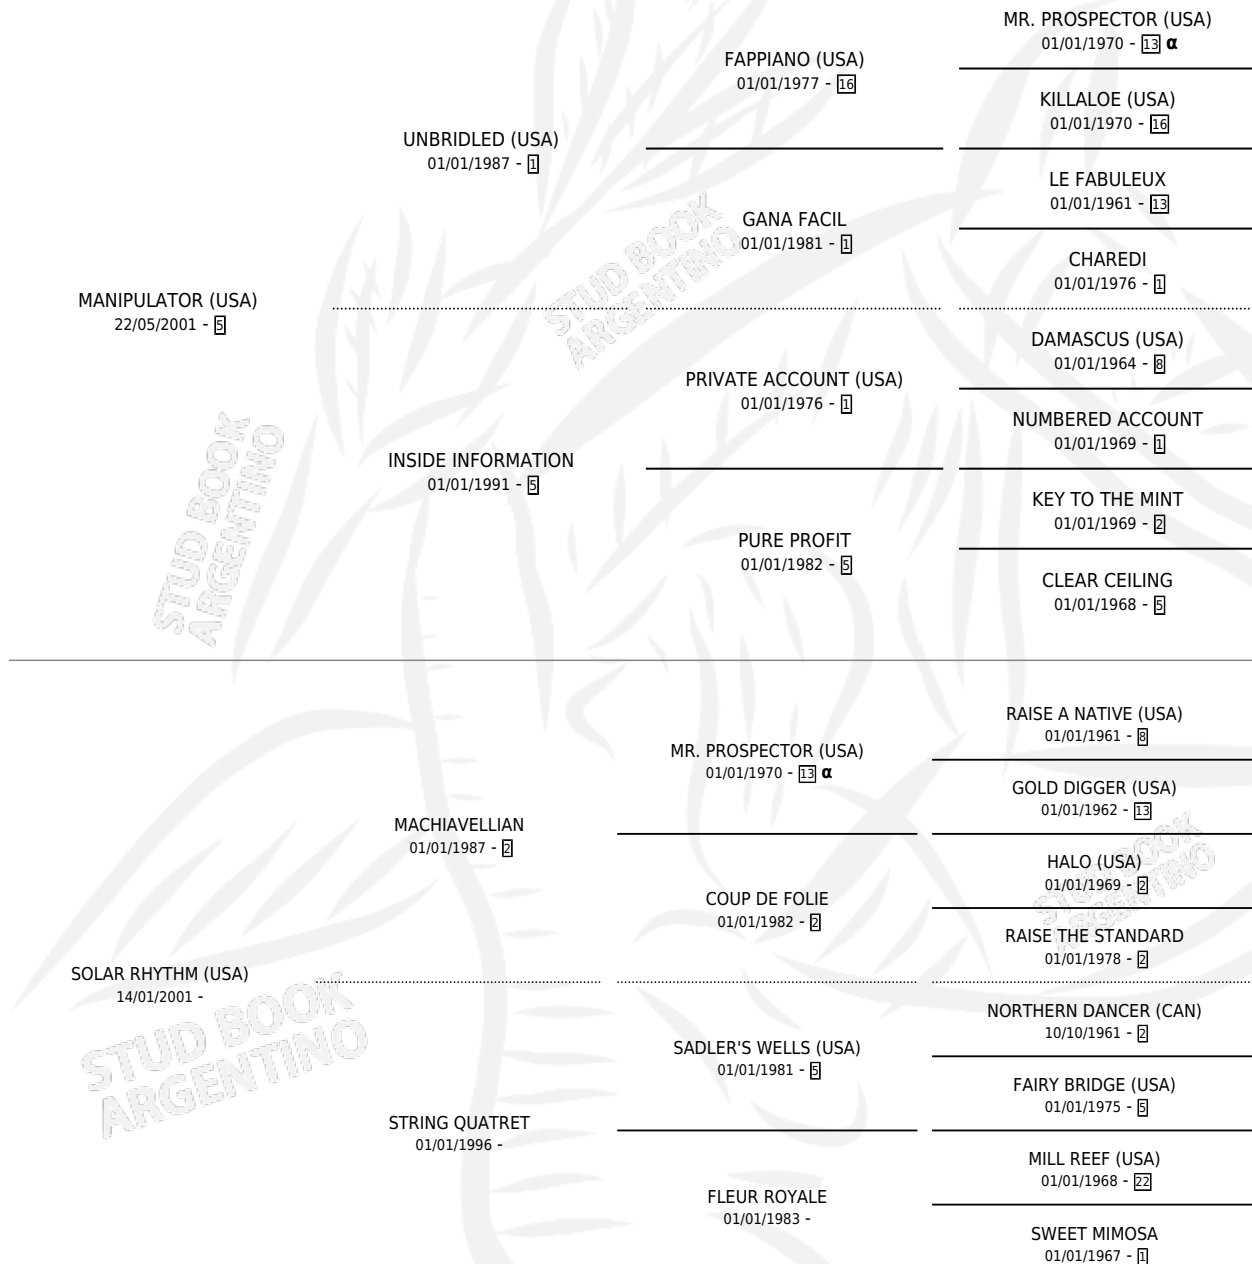 MR. PROSPECTOR (USA)
01/01/1970 - 13 α
FAPPIANO (USA)
01/01/1977 - 16
KILLALOE (USA)
01/01/1970 - 16
UNBRIDLED (USA)
01/01/1987 - 1
LE FABULEUX
01/01/1961 - 13
GANA FACIL
01/01/1981 - 1
CHAREDI
01/01/1976 - 1
MANIPULATOR (USA)
22/05/2001 - 5
DAMASCUS (USA)
01/01/1964 - 8
PRIVATE ACCOUNT (USA)
01/01/1976 - 1
NUMBERED ACCOUNT
01/01/1969 - 1
INSIDE INFORMATION
01/01/1991 - 5
KEY TO THE MINT
01/01/1969 - 2
PURE PROFIT
01/01/1982 - 5
CLEAR CEILING
01/01/1968 - 5
RAISE A NATIVE (USA)
01/01/1961 - 8
MR. PROSPECTOR (USA)
01/01/1970 - 13 α
GOLD DIGGER (USA)
01/01/1962 - 13
MACHIAVELLIAN
01/01/1987 - 2
HALO (USA)
01/01/1969 - 2
COUP DE FOLIE
01/01/1982 - 2
RAISE THE STANDARD
01/01/1978 - 2
SOLAR RHYTHM (USA)
14/01/2001 -
NORTHERN DANCER (CAN)
10/10/1961 - 2
SADLER'S WELLS (USA)
01/01/1981 - 5
FAIRY BRIDGE (USA)
01/01/1975 - 5
STRING QUATRET
01/01/1996 -
MILL REEF (USA)
01/01/1968 - 22
FLEUR ROYALE
01/01/1983 -
SWEET MIMOSA
01/01/1967 - 1
STUD BOOK
ARGENTINO
STUD BOOK
ARGENTINO
STUD BOOK
ARGENTINO
STUD BOOK
ARGENTINO